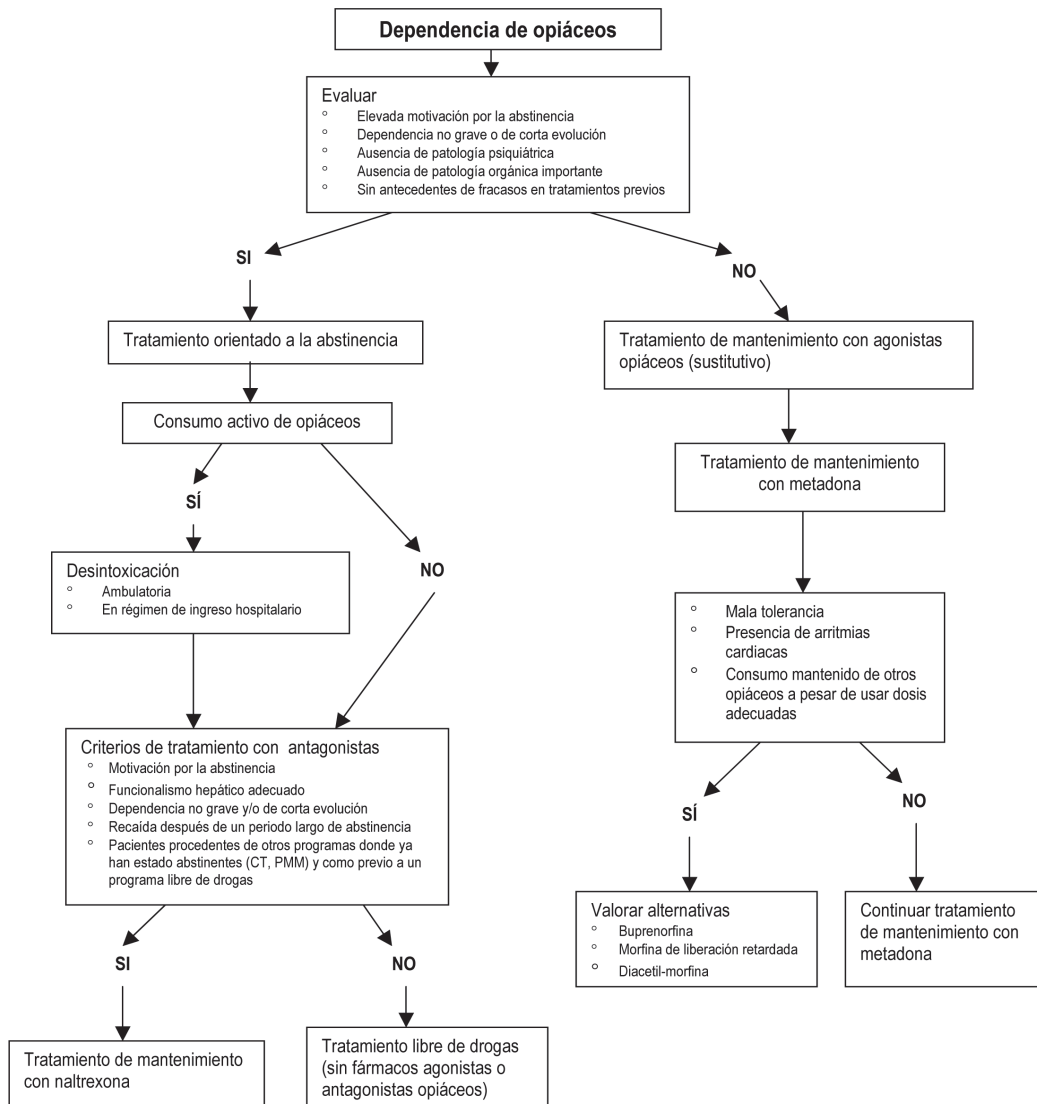 Dependencia de opiáceos
Evaluar
° Elevada motivación por la abstinencia
° Dependencia no grave o de corta evolución
° Ausencia de patología psiquiátrica
° Ausencia de patología orgánica importante
° Sin antecedentes de fracasos en tratamientos previos
SI
NO
Tratamiento orientado a la abstinencia
Tratamiento de mantenimiento con agonistas
opiáceos (sustitutivo)
Consumo activo de opiáceos
Tratamiento de mantenimiento
con metadona
SÍ
NO
Desintoxicación
° Ambulatoria
° En régimen de ingreso hospitalario
° Mala tolerancia
° Presencia de arritmias
cardiacas
° Consumo mantenido de otros
opiáceos a pesar de usar dosis
adecuadas
Criterios de tratamiento con antagonistas
° Motivación por la abstinencia
° Funcionalismo hepático adecuado
° Dependencia no grave y/o de corta evolución
° Recaída después de un periodo largo de abstinencia
° Pacientes procedentes de otros programas donde ya
han estado abstinentes (CT, PMM) y como previo a un
programa libre de drogas
SÍ
NO
Valorar alternativas
° Buprenorfina
° Morfina de liberación retardada
° Diacetil-morfina
Continuar tratamiento
de mantenimiento con
metadona
SI
NO
Tratamiento de mantenimiento
con naltrexona
Tratamiento libre de drogas
(sin fármacos agonistas o
antagonistas opiáceos)